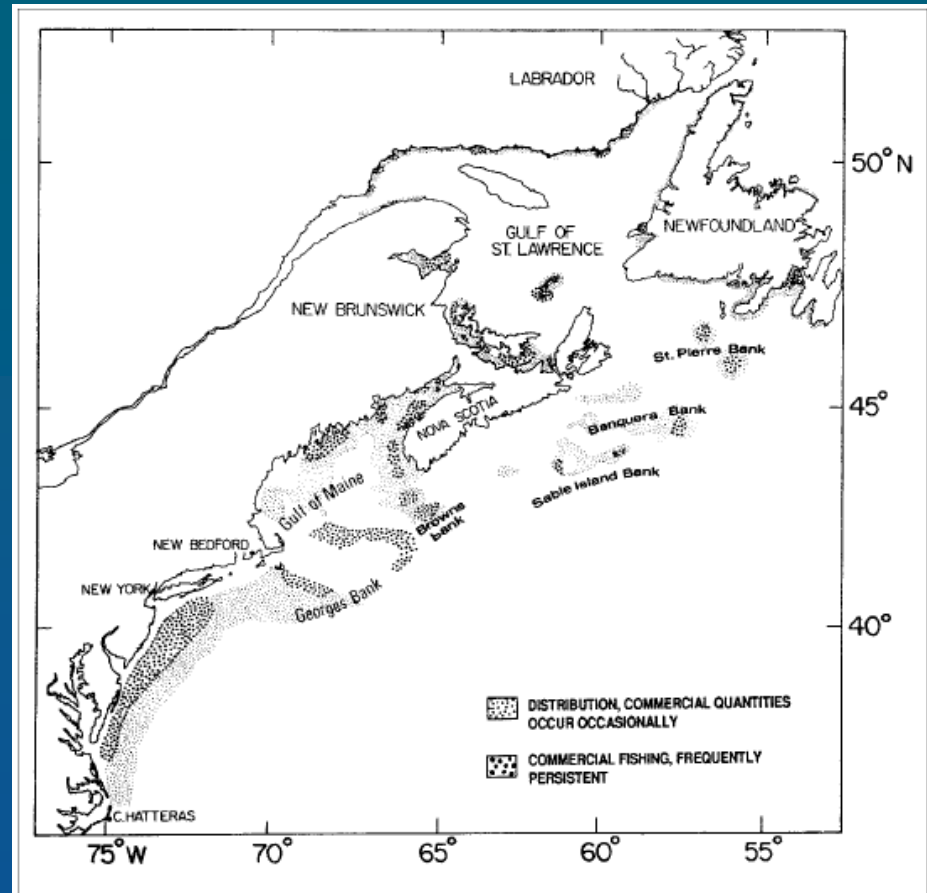 LABRADOR
50°N
NEWFOUNDLAND
GULF OF
ST. LAWRENCE
NEW BRUNSWICK
St. Pierre Bank
45°
NOVA SCOTIA
Banquera Bank
Sable Island Bank
Gulf of Maine
Browns
bank
NEW BEDFORD
NEW YORK
Georges Bank
40°
DISTRIBUTION, COMMERCIAL QUANTITIES
OCCUR OCCASIONALLY
COMMERCIAL FISHING, FREQUENTLY
PERSISTENT
C.HATTERAS
75°W 70° 65° 60° 55°